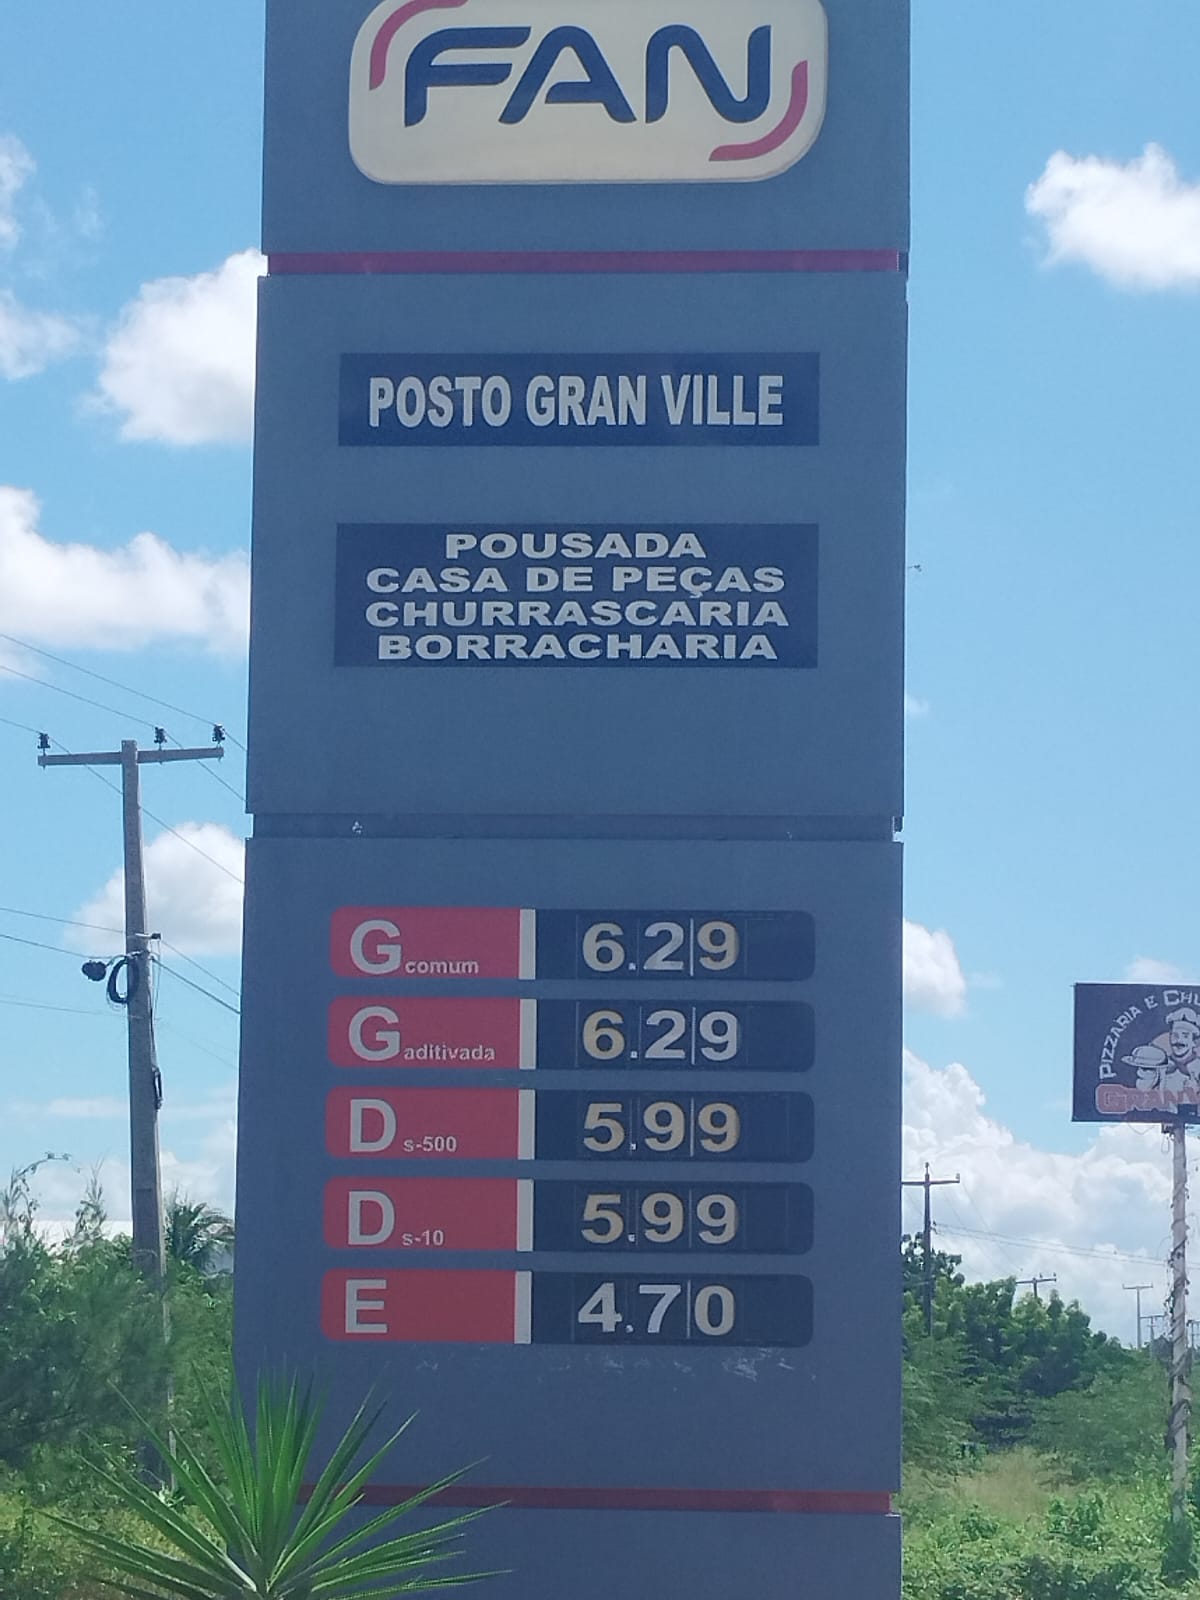 FAN
POSTO GRAN VILLE
POUSADA
CASA DE PEÇAS
CHURRASCARIA
BORRACHARIA
G comum 6.29
G aditivada 6.29
D s-500 5.99
D s-10 5.99
E 4.70
PIZZARIA E